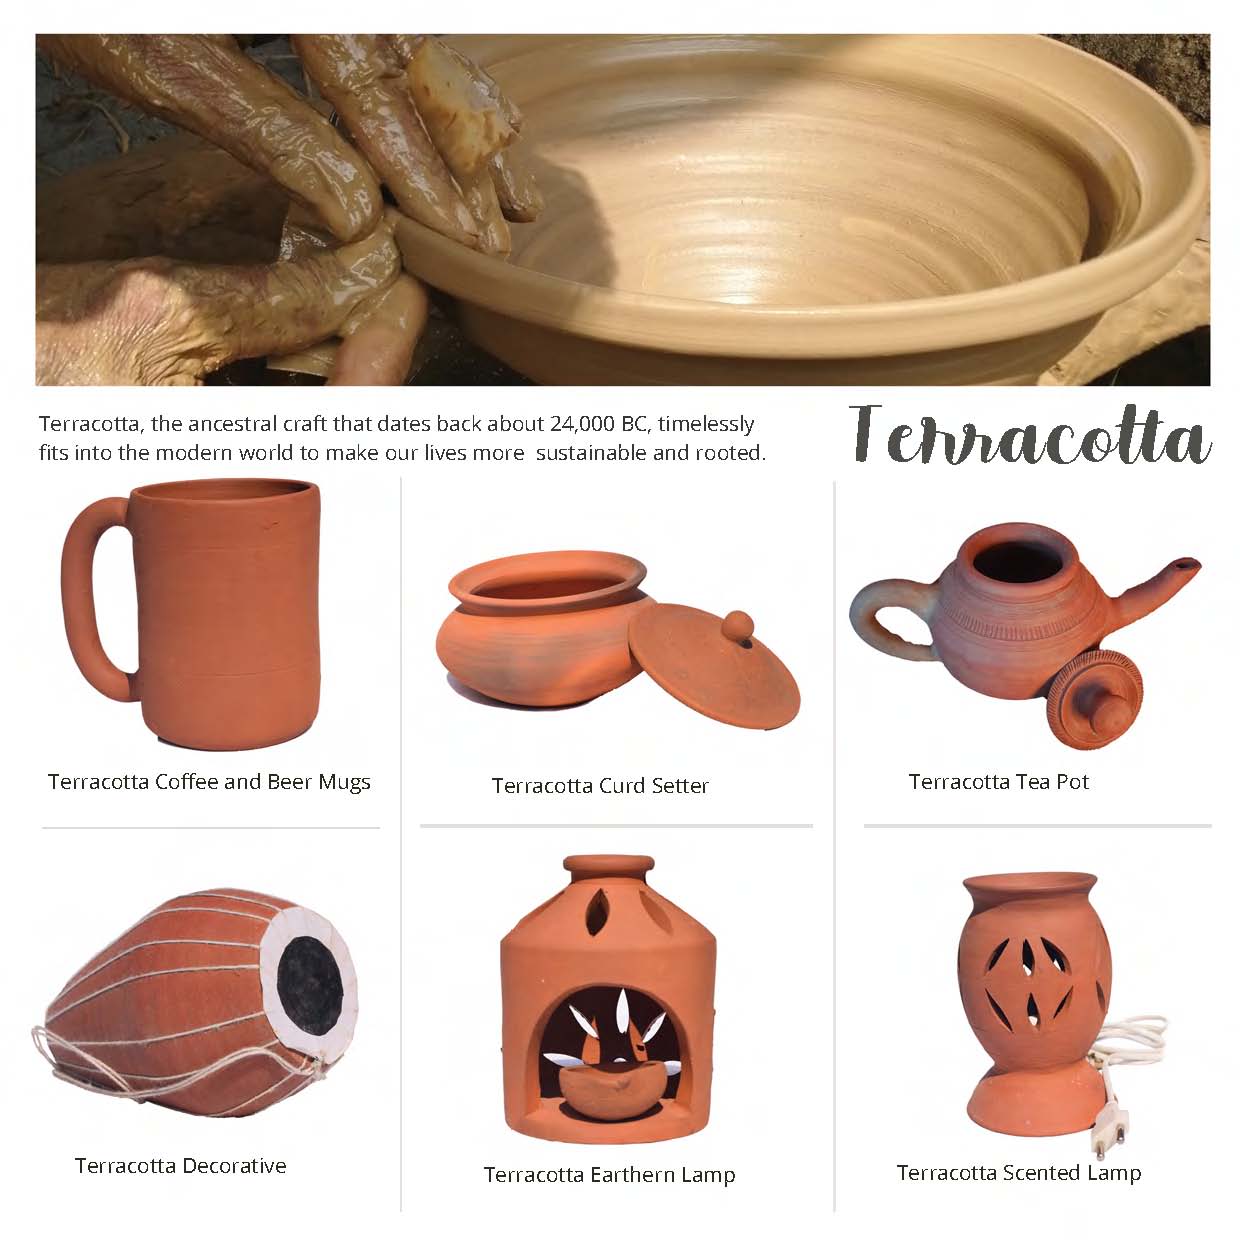 Terracotta, the ancestral craft that dates back about 24,000 BC, timelessly
fits into the modern world to make our lives more sustainable and rooted.
Terracotta
Terracotta Coffee and Beer Mugs
Terracotta Curd Setter
Terracotta Tea Pot
Terracotta Decorative
Terracotta Earthern Lamp
Terracotta Scented Lamp